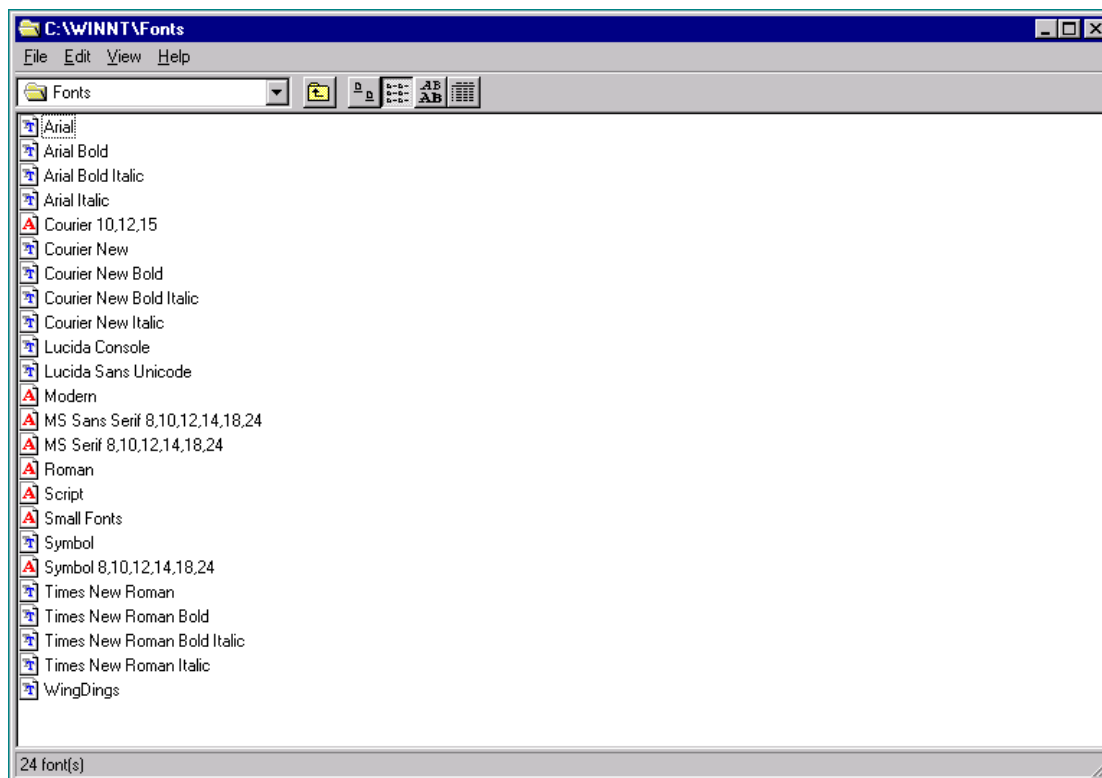 C:\WINNT\Fonts
File Edit View Help
Fonts
Arial
Arial Bold
Arial Bold Italic
Arial Italic
Courier 10,12,15
Courier New
Courier New Bold
Courier New Bold Italic
Courier New Italic
Lucida Console
Lucida Sans Unicode
Modern
MS Sans Serif 8,10,12,14,18,24
MS Serif 8,10,12,14,18,24
Roman
Script
Small Fonts
Symbol
Symbol 8,10,12,14,18,24
Times New Roman
Times New Roman Bold
Times New Roman Bold Italic
Times New Roman Italic
WingDings
24 font(s)